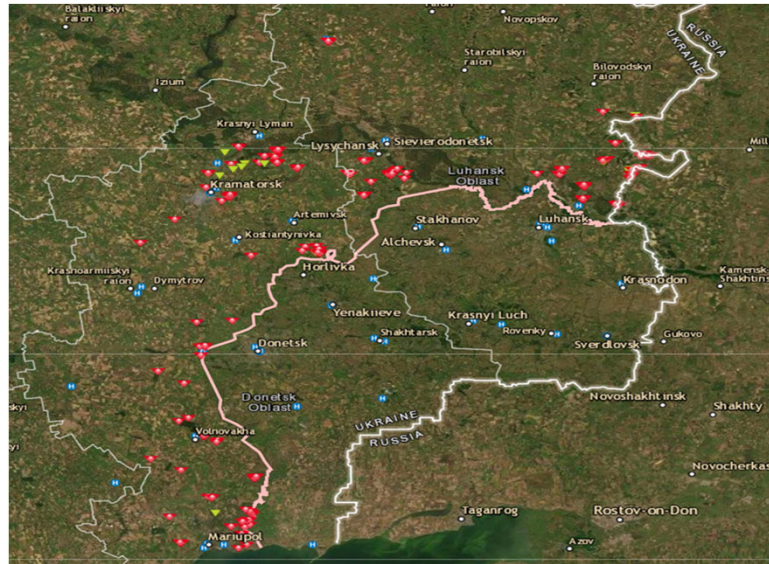 Balakliiskyi
raion
Novopskov
RUSSIA
UKRAINE
Starobilskyi
raion
Bilovodskyi
raion
Izium
Krasnyi Lyman
Lysychansk
Sievierodonetsk
Mill
Luhansk
Oblast
Kramatorsk
Artemivsk
Stakhanov
Luhansk
Kostiantynivka
Alchevsk
Krasnoarmiiskyi
raion
Dymytrov
Horlivka
Krasnodon
Kamensk
Shakhtins
Yenakiieve
Krasnyi Luch
Donetsk
Shakhtarsk
Rovenky
Sverdlovsk
Gukovo
Donetsk
Oblast
Novoshakhtinsk
Shakhty
UKRAINE
RUSSIA
Volnovakha
Novocherkas
Taganrog
Rostov-on-Don
Mariupol
Azov